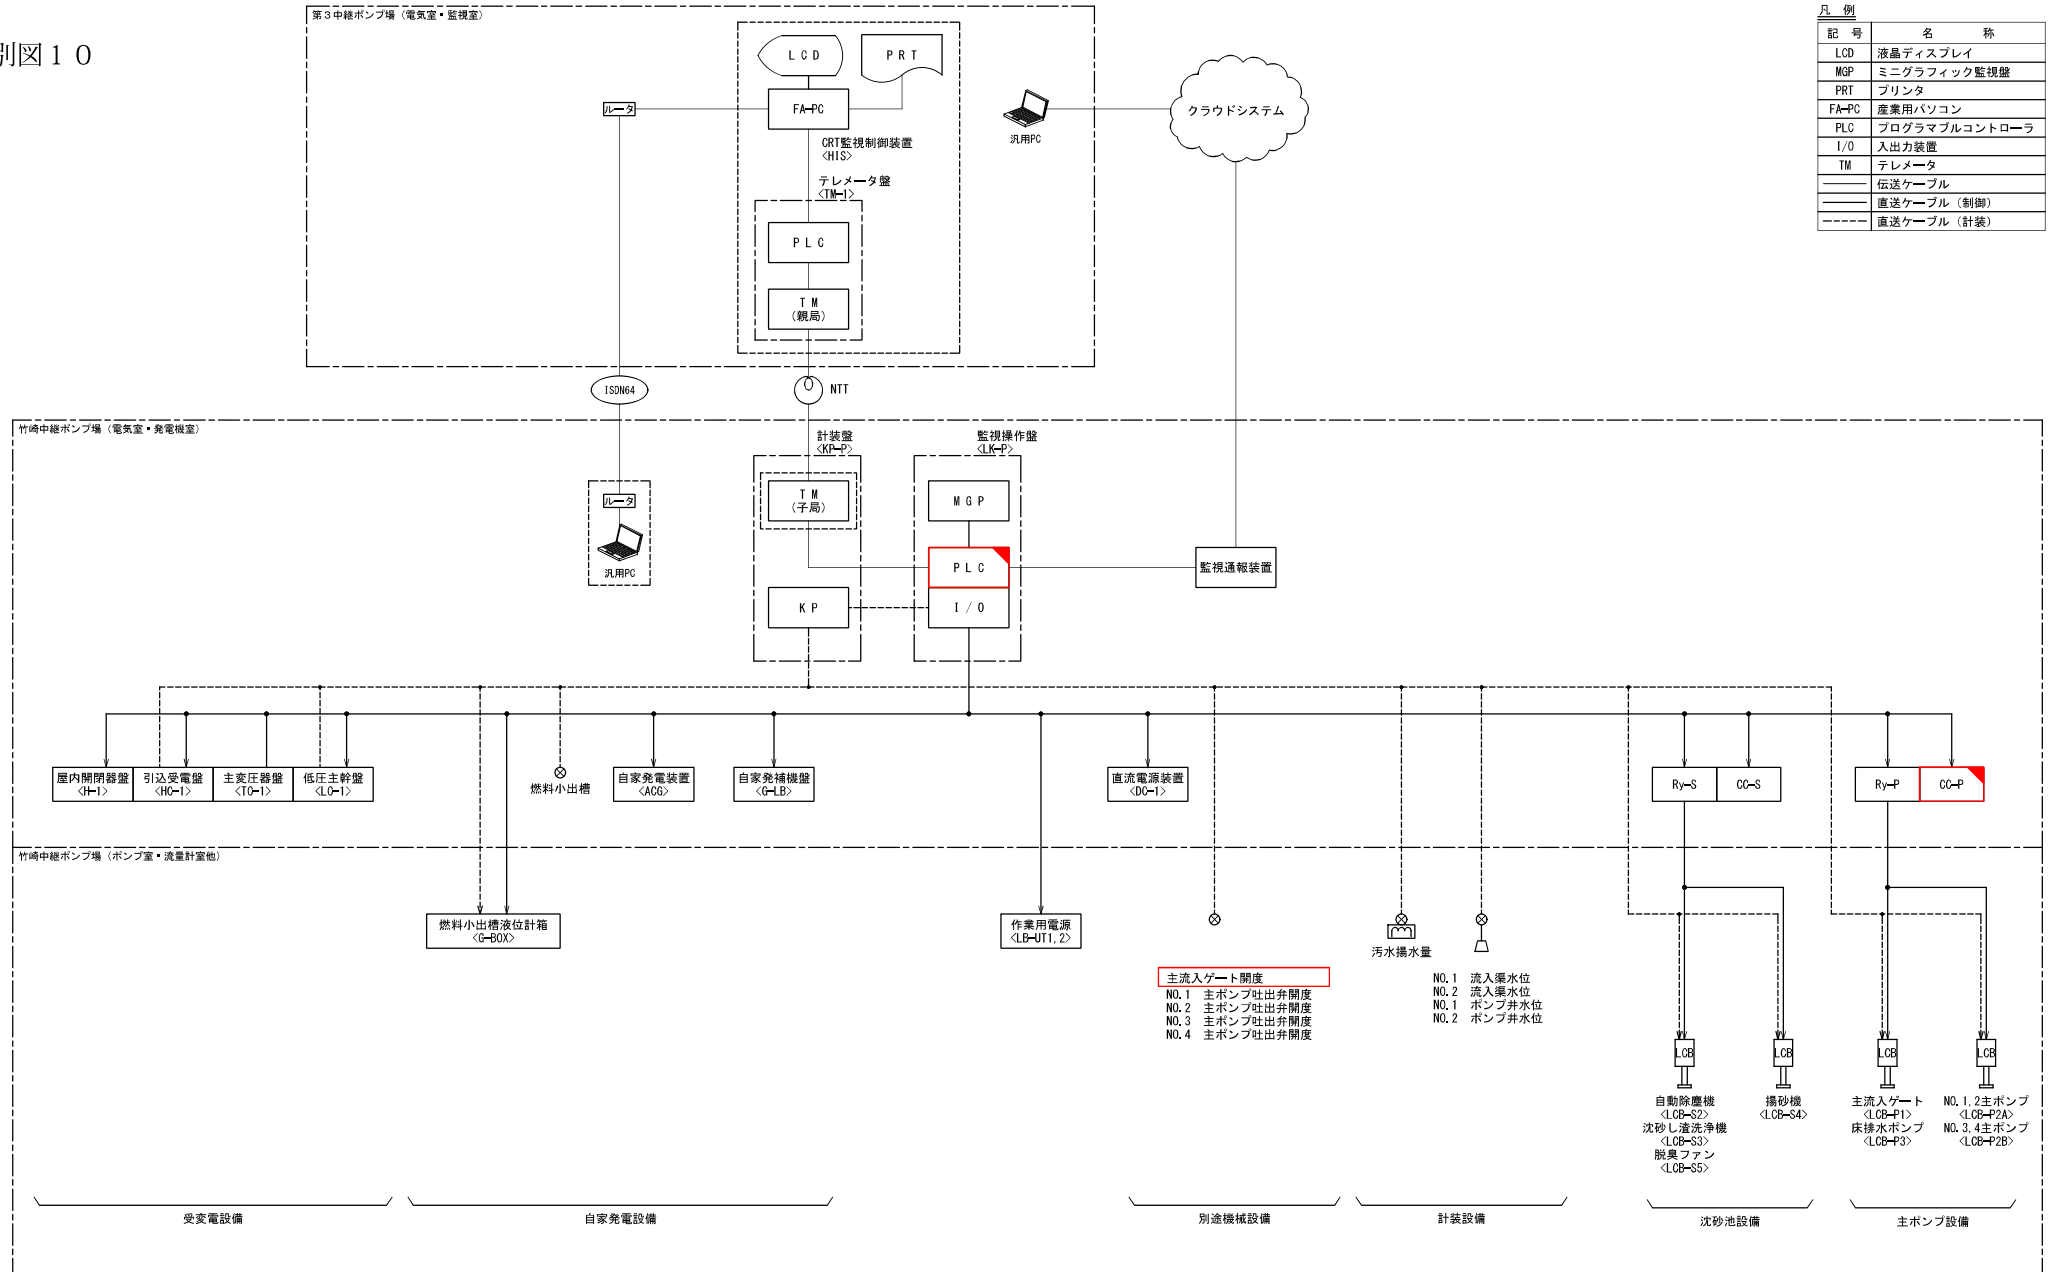 別図10
第3中継ポンプ場（電気室・監視室）
LCD
PRT
ルータ
FA-PC
CRT監視制御装置
<HIS>
テレメータ盤
<TM-1>
PLC
TM
（親局）
汎用PC
クラウドシステム
凡 例
記 号 名 称
LCD 液晶ディスプレイ
MGP ミニグラフィック監視盤
PRT プリンタ
FA-PC 産業用パソコン
PLC プログラマブルコントローラ
I/O 入出力装置
TM テレメータ
伝送ケーブル
直送ケーブル（制御）
直送ケーブル（計装）
ISDN64
NTT
竹崎中継ポンプ場（電気室・発電機室）
計装盤
<KP-P>
監視操作盤
<LK-P>
ルータ
汎用PC
TM
（子局）
MGP
PLC
監視通報装置
KP
I/O
屋内開閉器盤
<H-1>
引込受電盤
<HC-1>
主変圧器盤
<TC-1>
低圧主幹盤
<LC-1>
燃料小出槽
自家発電装置
<ACG>
自家発補機盤
<G-LB>
直流電源装置
<DC-1>
Ry-S
CC-S
Ry-P
CC-P
竹崎中継ポンプ場（ポンプ室・流量計室他）
燃料小出槽液位計箱
<G-BOX>
作業用電源
<LB-UT1,2>
主流入ゲート開度
NO.1 主ポンプ吐出弁開度
NO.2 主ポンプ吐出弁開度
NO.3 主ポンプ吐出弁開度
NO.4 主ポンプ吐出弁開度
汚水揚水量
NO.1 流入渠水位
NO.2 流入渠水位
NO.1 ポンプ井水位
NO.2 ポンプ井水位
LCB
LCB
LCB
LCB
自動除塵機
<LCB-S2>
沈砂し渣洗浄機
<LCB-S3>
脱臭ファン
<LCB-S5>
揚砂機
<LCB-S4>
主流入ゲート
<LCB-P1>
床排水ポンプ
<LCB-P3>
NO.1,2主ポンプ
<LCB-P2A>
NO.3,4主ポンプ
<LCB-P2B>
受変電設備
自家発電設備
別途機械設備
計装設備
沈砂池設備
主ポンプ設備